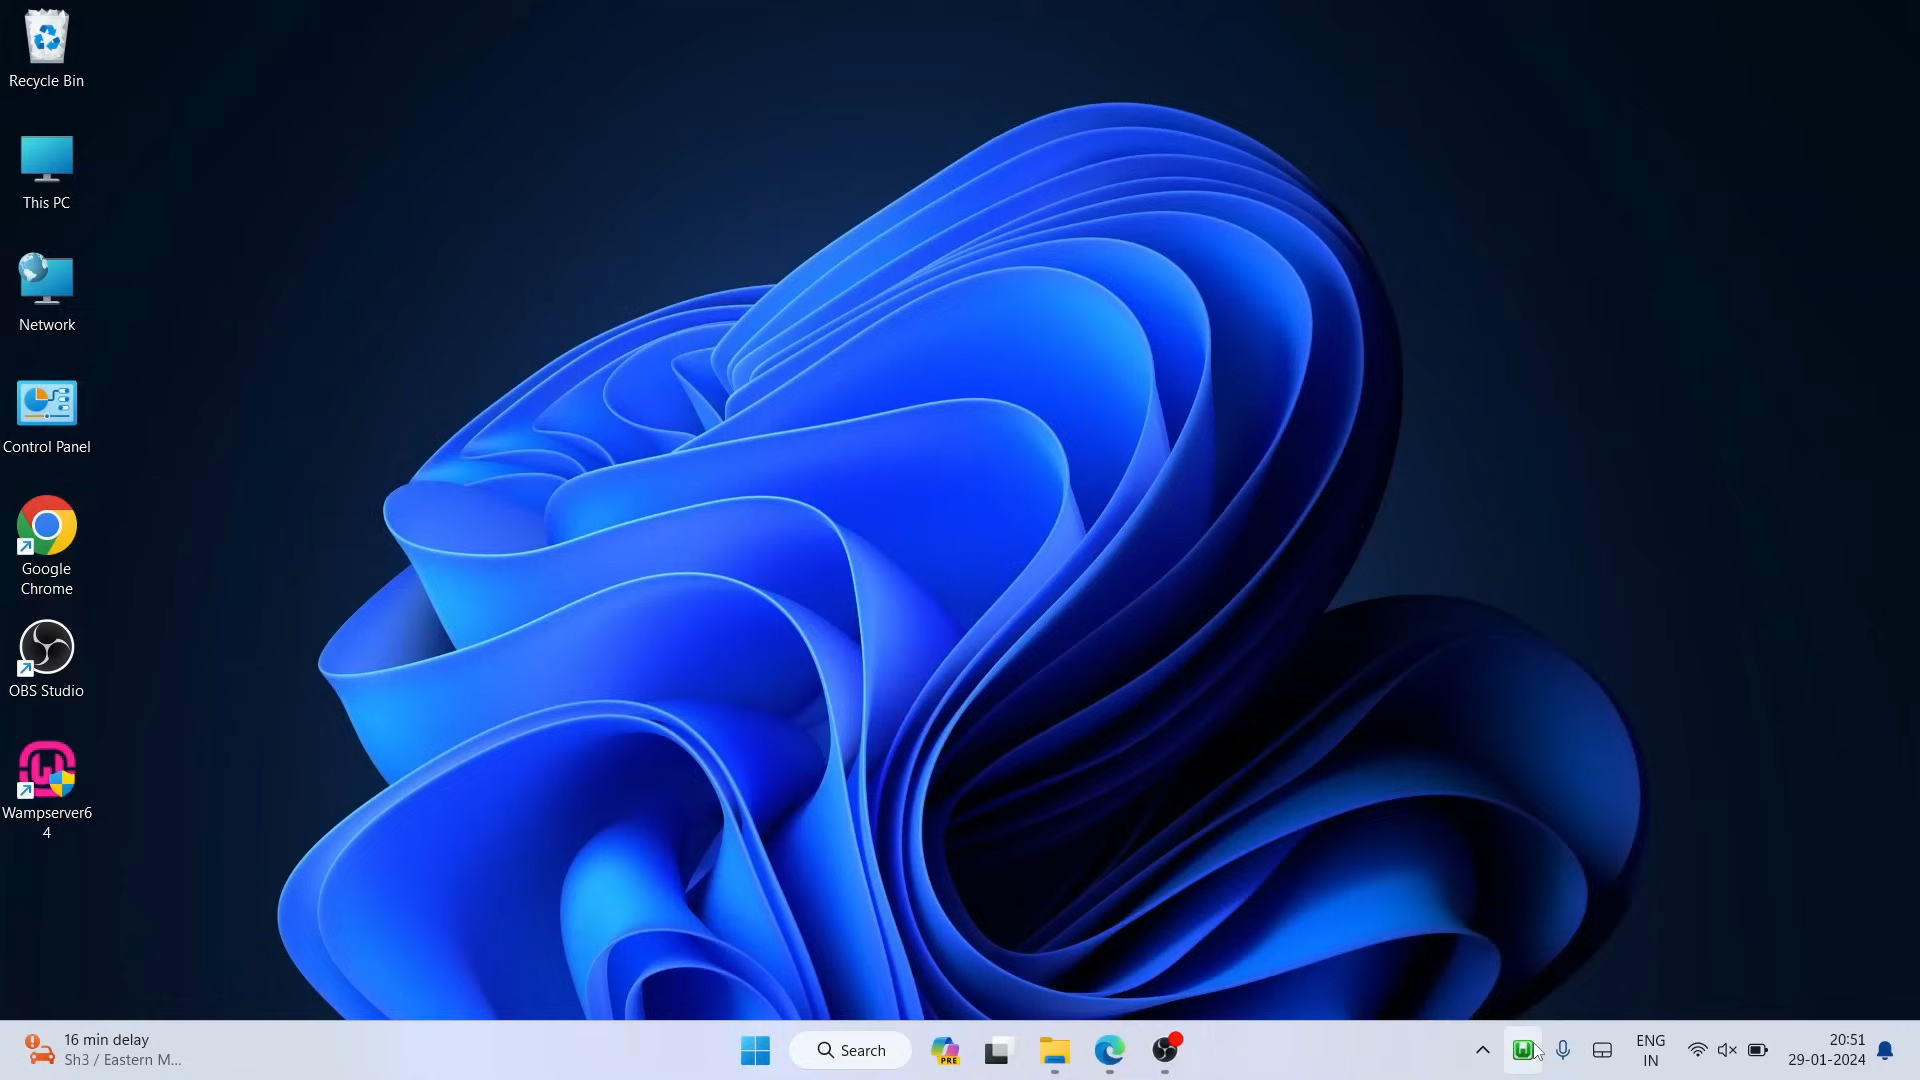 Recycle Bin
This PC
Network
Control Panel
Google
Chrome
OBS Studio
Wampserver6
4
16 min delay
Sh3 / Eastern M...
Search
PRE
ENG
IN
20:51
29-01-2024